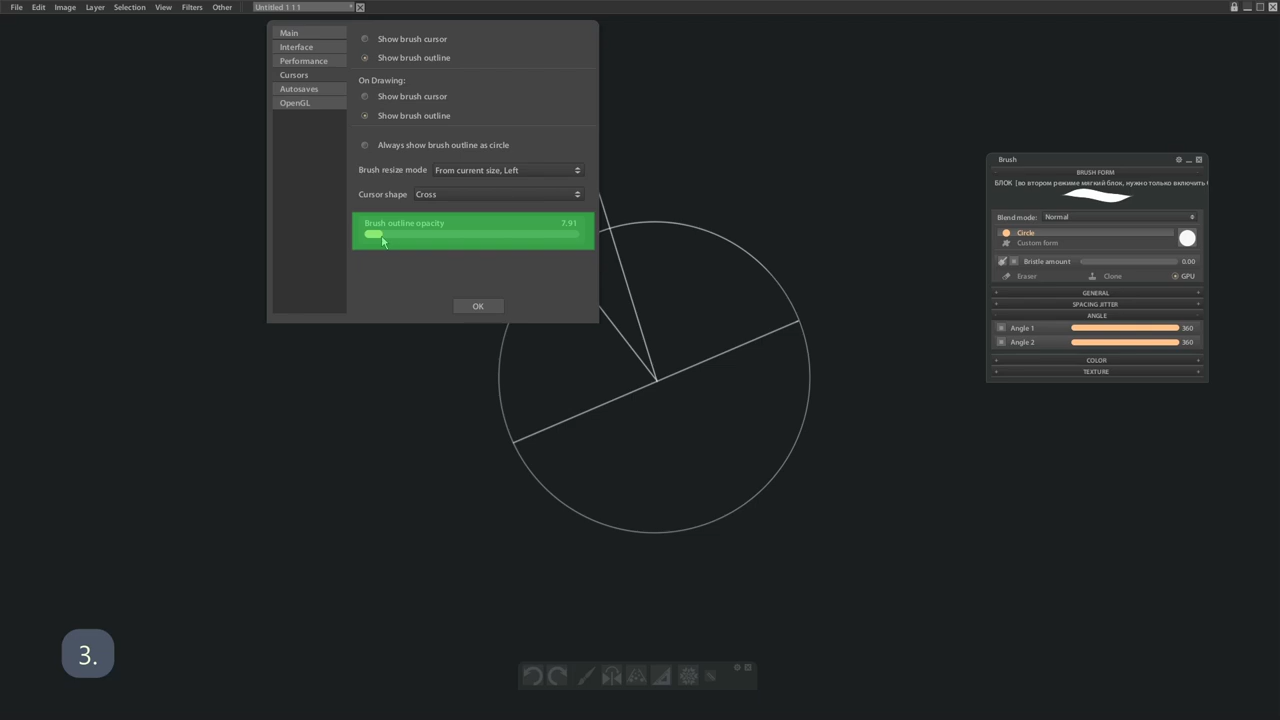 File Edit Image Layer Selection View Filters Other Untitled 1 1 1 *
Main
Interface
Performance
Cursors
Autosaves
OpenGL
Show brush cursor
Show brush outline
On Drawing:
Show brush cursor
Show brush outline
Always show brush outline as circle
Brush resize mode From current size, Left
Cursor shape Cross
Brush outline opacity 7.91
OK
Brush
BRUSH FORM
БЛОК [во втором режиме мягкий блок, нужно только включить
Blend mode: Normal
Circle
Custom form
Bristle amount 0.00
Eraser Clone GPU
GENERAL
SPACING JITTER
ANGLE
Angle 1 360
Angle 2 360
COLOR
TEXTURE
3.